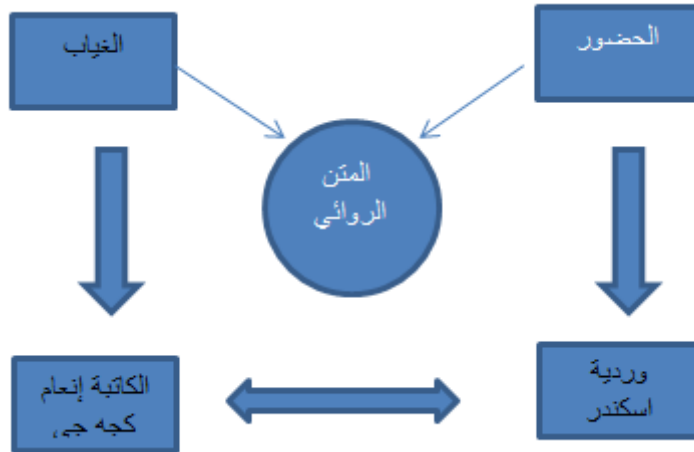 الحضور
الغياب
المتن
الروائي
وردية
اسكندر
الكاتبة إنعام
كجه جي